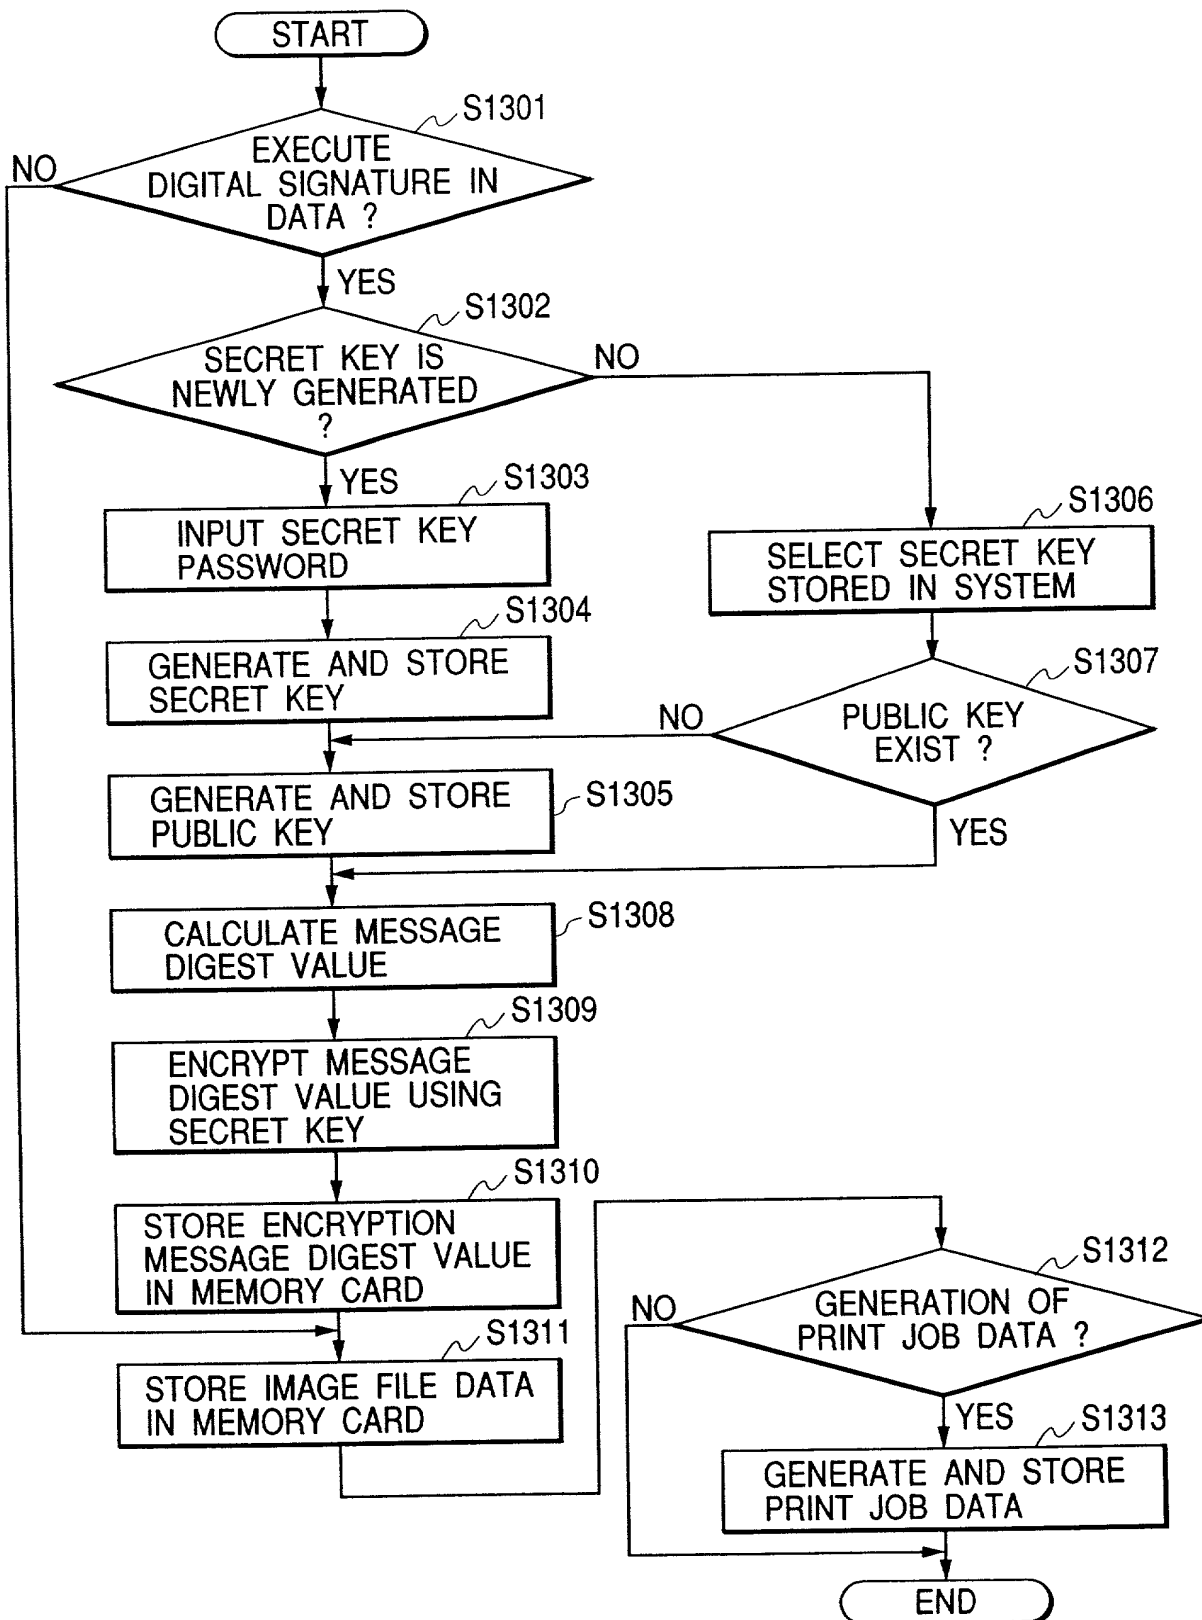 START
S1301
EXECUTE
DIGITAL SIGNATURE IN
DATA ?
NO
YES
S1302
SECRET KEY IS
NEWLY GENERATED
?
NO
YES
S1303
INPUT SECRET KEY
PASSWORD
S1306
SELECT SECRET KEY
STORED IN SYSTEM
S1304
GENERATE AND STORE
SECRET KEY
S1307
PUBLIC KEY
EXIST ?
NO
YES
GENERATE AND STORE
PUBLIC KEY
S1305
CALCULATE MESSAGE
DIGEST VALUE
S1308
S1309
ENCRYPT MESSAGE
DIGEST VALUE USING
SECRET KEY
S1310
STORE ENCRYPTION
MESSAGE DIGEST VALUE
IN MEMORY CARD
S1311
STORE IMAGE FILE DATA
IN MEMORY CARD
S1312
GENERATION OF
PRINT JOB DATA ?
NO
YES
S1313
GENERATE AND STORE
PRINT JOB DATA
END